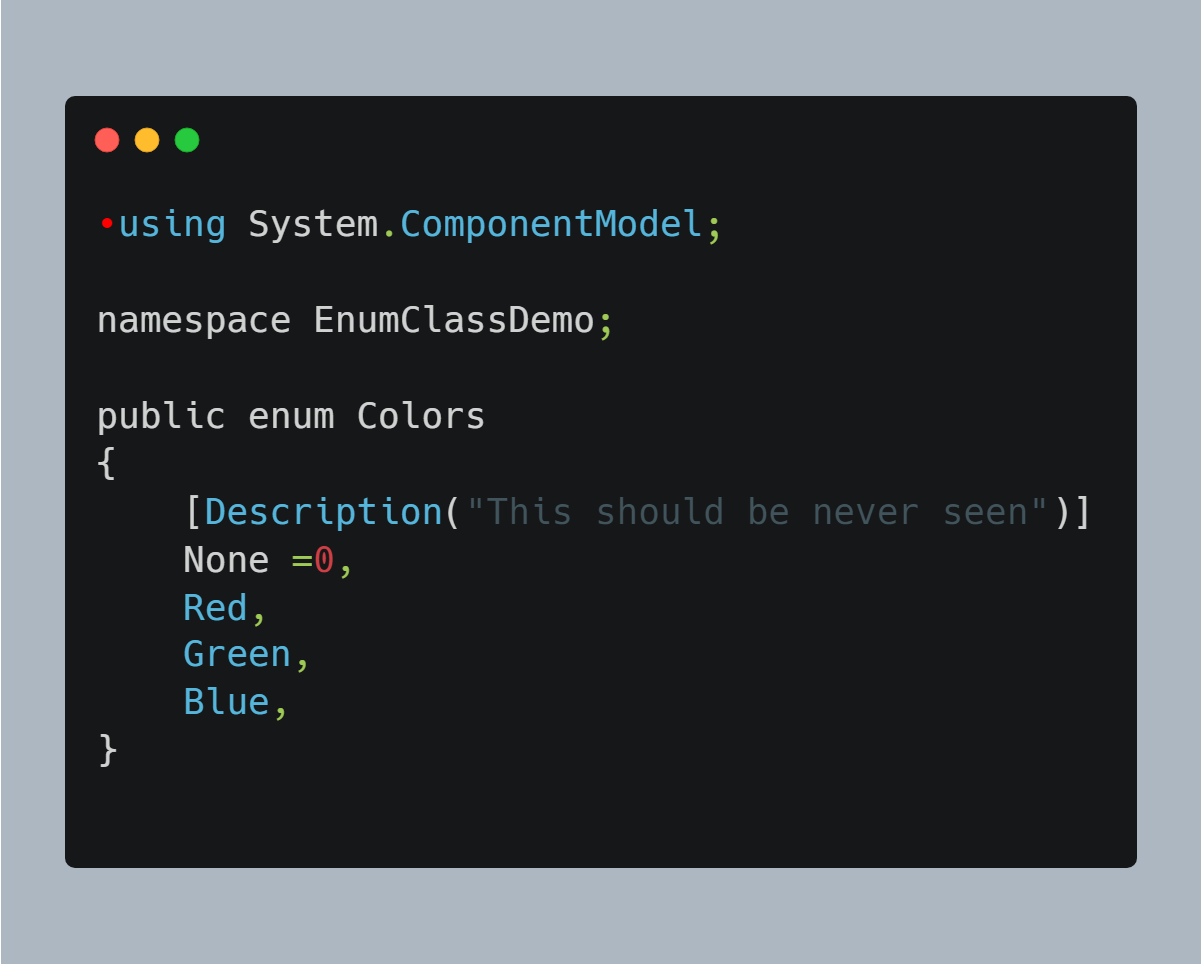 using System.ComponentModel;
namespace EnumClassDemo;
public enum Colors
{
    [Description("This should be never seen")]
    None =0,
    Red,
    Green,
    Blue,
}